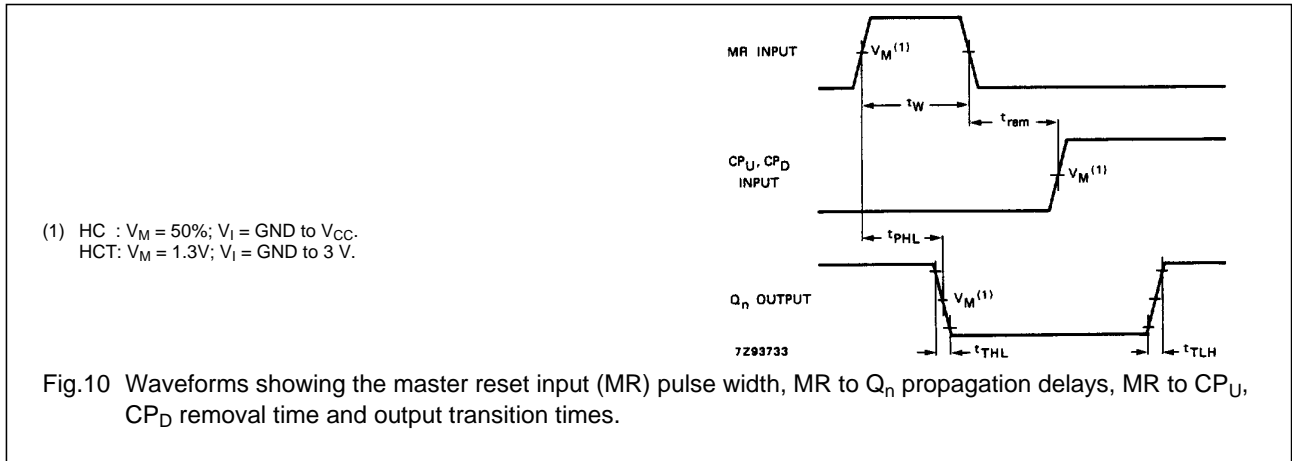 MR INPUT
V_M(1)
t_W
t_rem
CP_U, CP_D
INPUT
V_M(1)
(1) HC : V_M = 50%; V_I = GND to V_CC.
HCT: V_M = 1.3V; V_I = GND to 3 V.
t_PHL
Q_n OUTPUT
V_M(1)
7Z93733
t_THL
t_TLH
Fig.10 Waveforms showing the master reset input (MR) pulse width, MR to Q_n propagation delays, MR to CP_U,
CP_D removal time and output transition times.